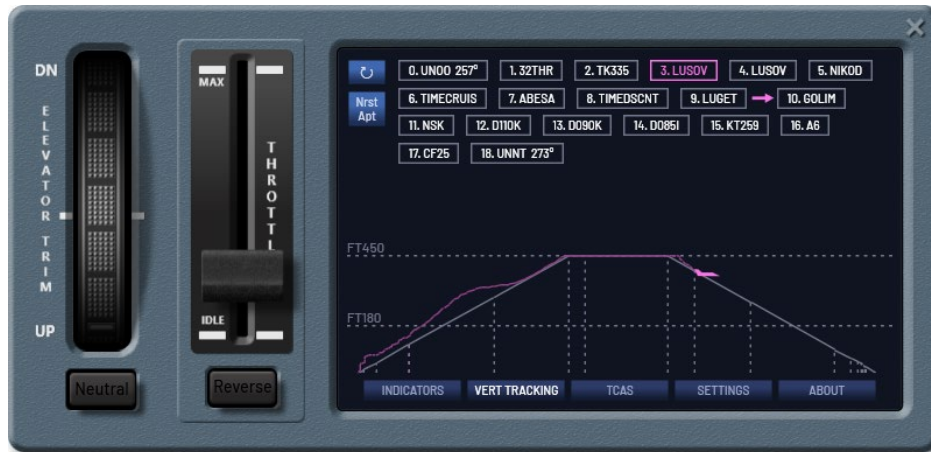 DN
ELEVATOR TRIM
UP
Neutral
MAX
THROTTL
IDLE
Reverse
Nrst
Apt
0. UNOO 257°
1. 32THR
2. TK335
3. LUSOV
4. LUSOV
5. NIKOD
6. TIMECRUIS
7. ABESA
8. TIMEDSCNT
9. LUGET
10. GOLIM
11. NSK
12. D110K
13. D090K
14. D085I
15. KT259
16. A6
17. CF25
18. UNNT 273°
FT450
FT180
INDICATORS
VERT TRACKING
TCAS
SETTINGS
ABOUT